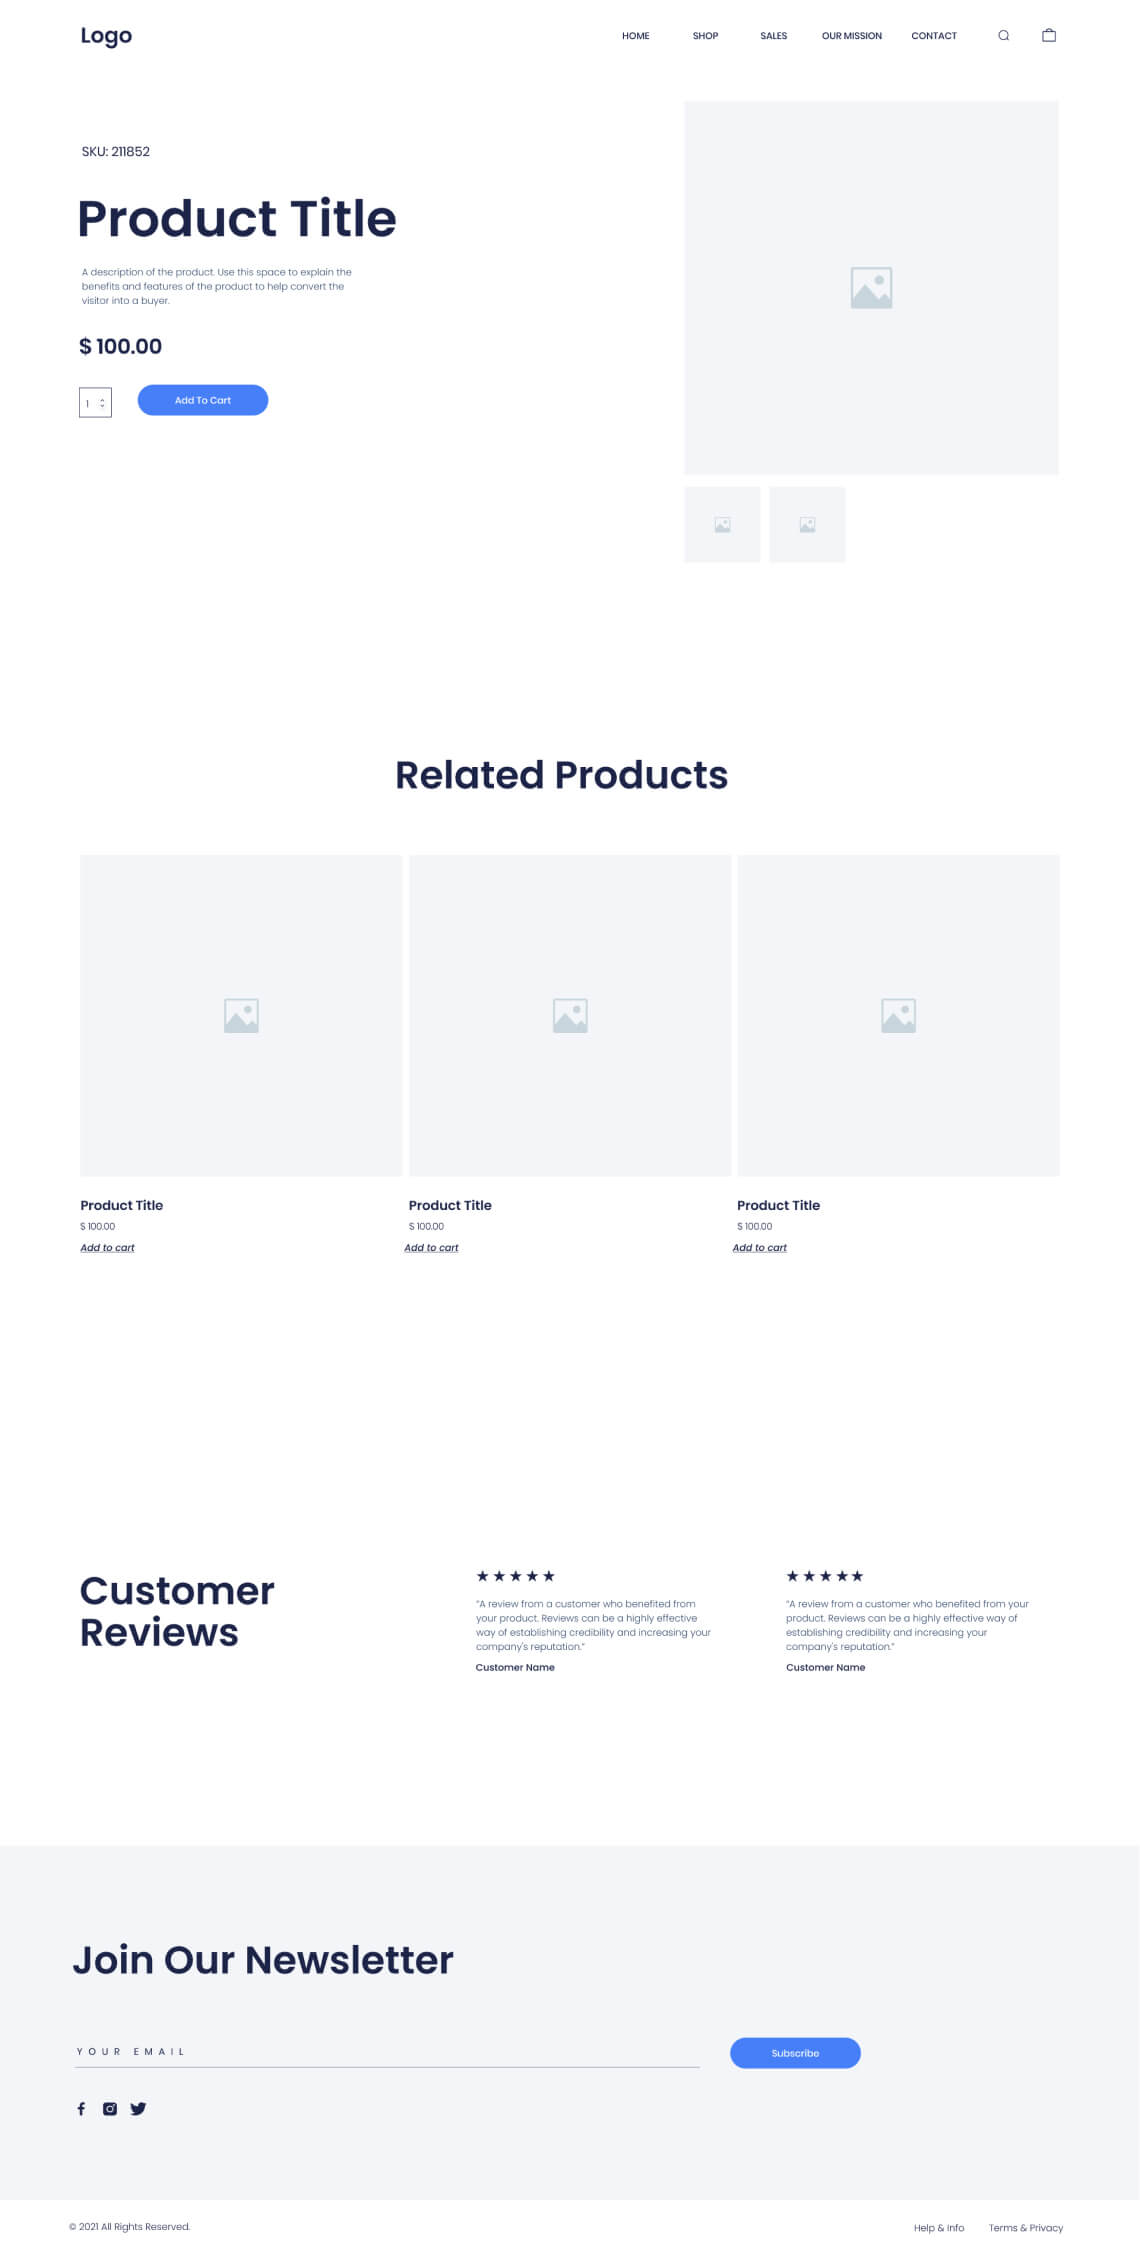 Logo
HOME SHOP SALES OUR MISSION CONTACT
SKU: 211852
Product Title
A description of the product. Use this space to explain the
benefits and features of the product to help convert the
visitor into a buyer.
$ 100.00
1
Add To Cart
Related Products
Product Title
$ 100.00
Add to cart
Product Title
$ 100.00
Add to cart
Product Title
$ 100.00
Add to cart
Customer
Reviews
“A review from a customer who benefited from
your product. Reviews can be a highly effective
way of establishing credibility and increasing your
company's reputation.”
Customer Name
“A review from a customer who benefited from your
product. Reviews can be a highly effective way of
establishing credibility and increasing your
company's reputation.”
Customer Name
Join Our Newsletter
YOUR EMAIL
Subscribe
© 2021 All Rights Reserved.
Help & Info
Terms & Privacy